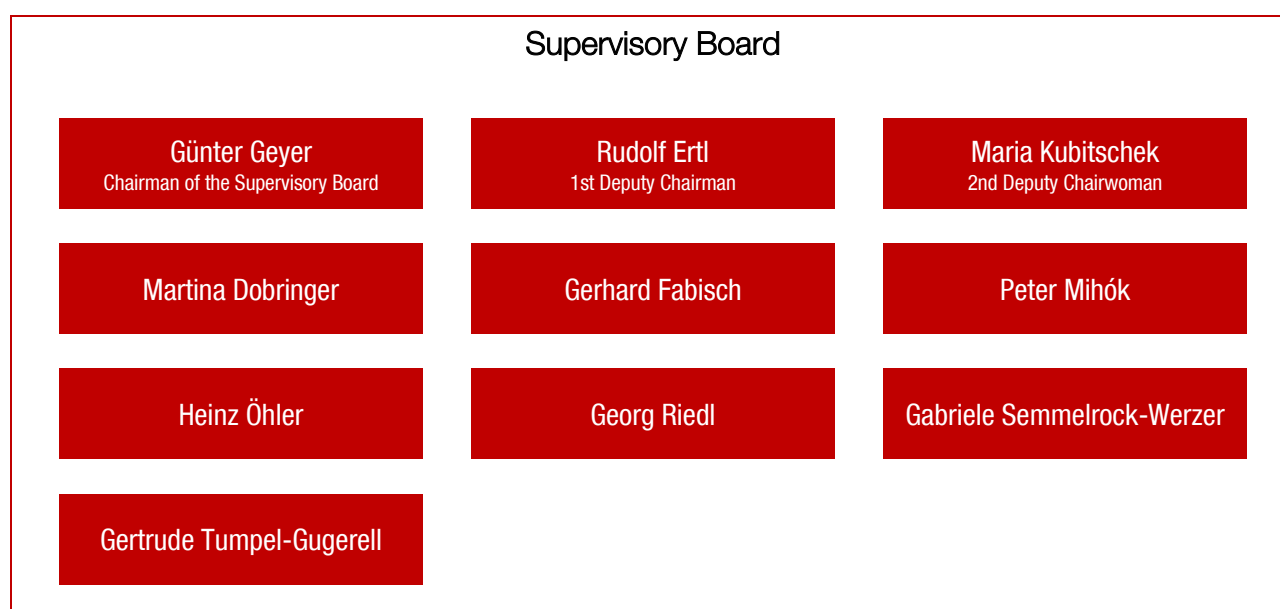 Supervisory Board
Günter Geyer
Chairman of the Supervisory Board
Rudolf Ertl
1st Deputy Chairman
Maria Kubitschek
2nd Deputy Chairwoman
Martina Dobringer
Gerhard Fabisch
Peter Mihók
Heinz Öhler
Georg Riedl
Gabriele Semmelrock-Werzer
Gertrude Tumpel-Gugerell